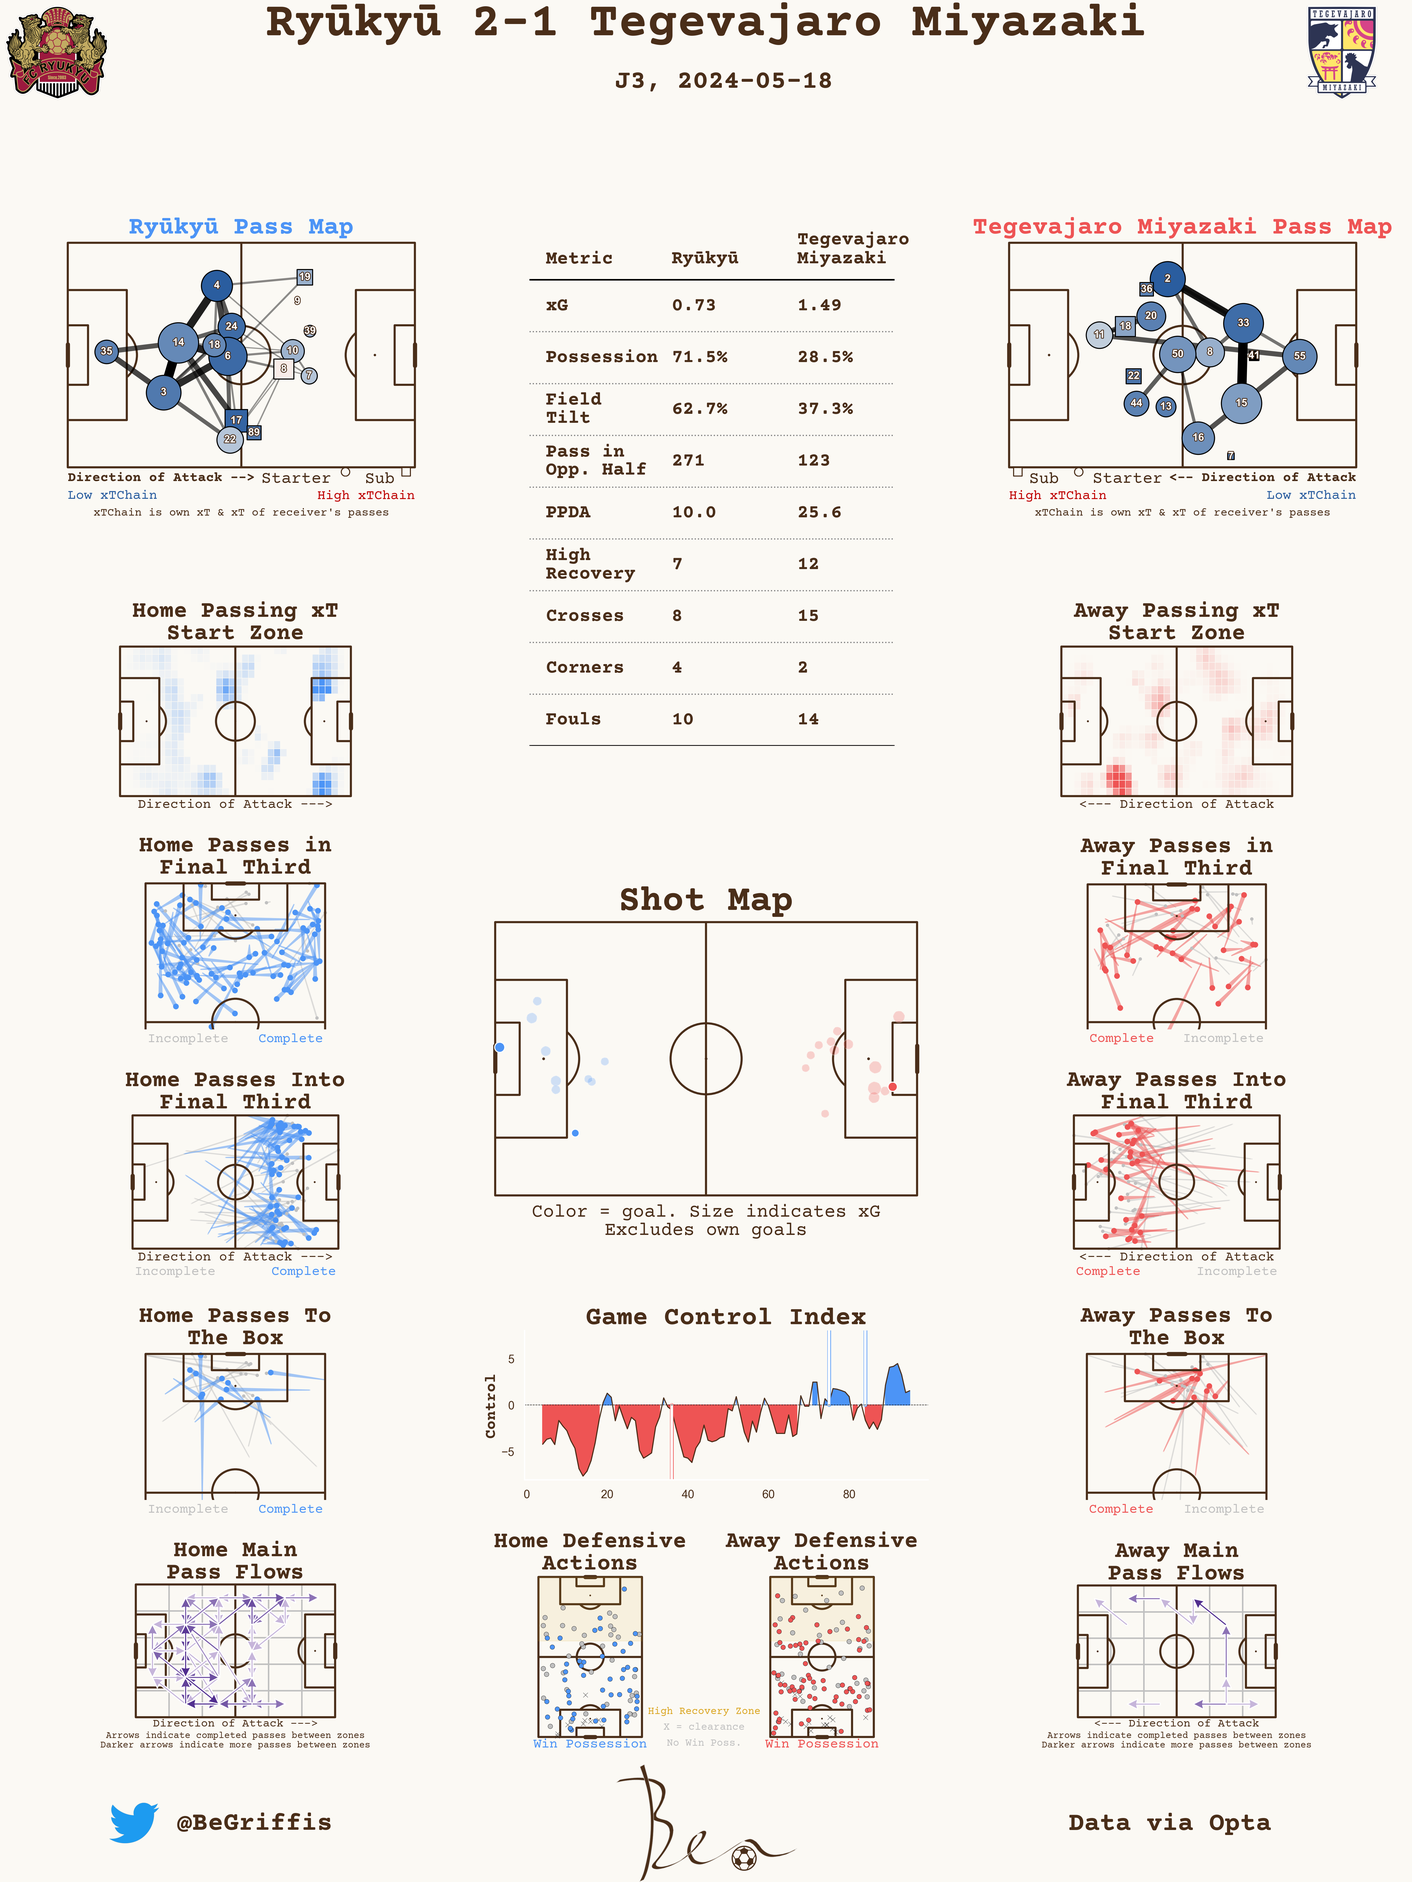 Ryūkyū 2-1 Tegevajaro Miyazaki
J3, 2024-05-18
FC RYUKYU
Since.2003
TEGEVAJARO
MIYAZAKI
Ryūkyū Pass Map
4
19
9
24
39
14
18
6
10
35
8
7
3
17
89
22
Direction of Attack --> Starter Sub
Low xTChain High xTChain
xTChain is own xT & xT of receiver's passes
Metric Ryūkyū Tegevajaro
Miyazaki
xG 0.73 1.49
Possession 71.5% 28.5%
Field
Tilt 62.7% 37.3%
Pass in
Opp. Half 271 123
PPDA 10.0 25.6
High
Recovery 7 12
Crosses 8 15
Corners 4 2
Fouls 10 14
Tegevajaro Miyazaki Pass Map
2
36
20
33
11
18
50
8
41
55
22
44
13
15
16
7
Sub Starter <-- Direction of Attack
High xTChain Low xTChain
xTChain is own xT & xT of receiver's passes
Home Passing xT
Start Zone
Direction of Attack --->
Away Passing xT
Start Zone
<--- Direction of Attack
Home Passes in
Final Third
Incomplete Complete
Away Passes in
Final Third
Complete Incomplete
Shot Map
Color = goal. Size indicates xG
Excludes own goals
Home Passes Into
Final Third
Direction of Attack --->
Incomplete Complete
Away Passes Into
Final Third
<--- Direction of Attack
Complete Incomplete
Home Passes To
The Box
Incomplete Complete
Game Control Index
Control
5
0
−5
0 20 40 60 80
Away Passes To
The Box
Complete Incomplete
Home Main
Pass Flows
Direction of Attack --->
Arrows indicate completed passes between zones
Darker arrows indicate more passes between zones
Home Defensive
Actions
Win Possession
High Recovery Zone
X = clearance
No Win Poss.
Away Defensive
Actions
Win Possession
Away Main
Pass Flows
<--- Direction of Attack
Arrows indicate completed passes between zones
Darker arrows indicate more passes between zones
@BeGriffis
Ben
Data via Opta